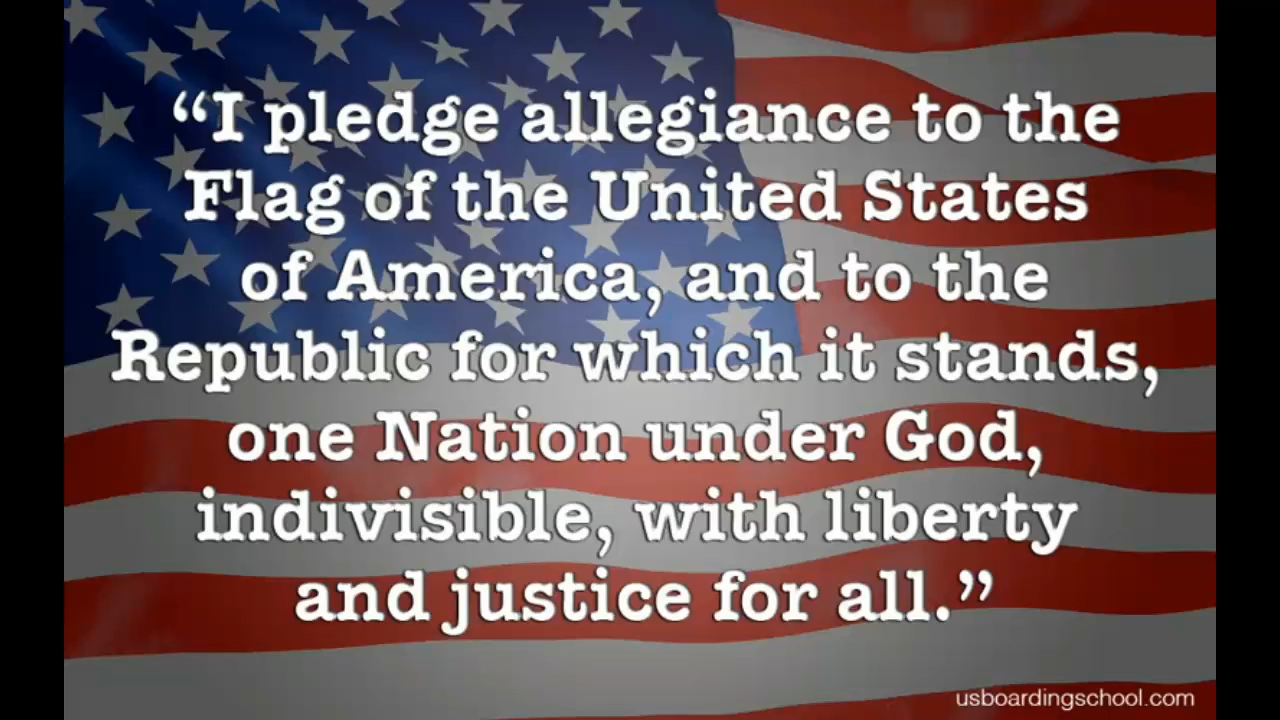 “I pledge allegiance to the
Flag of the United States
of America, and to the
Republic for which it stands,
one Nation under God,
indivisible, with liberty
and justice for all.”
usboardingschool.com